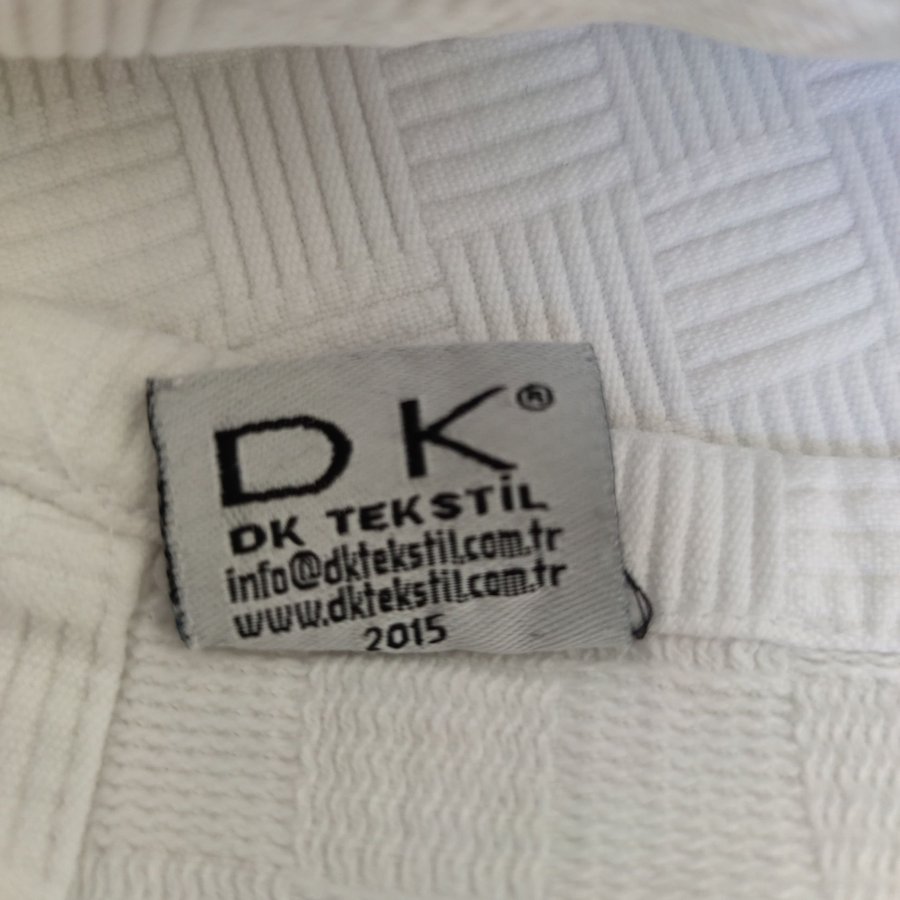 DK®
DK TEKSTİL
info@dktekstil.com.tr
www.dktekstil.com.tr
2015